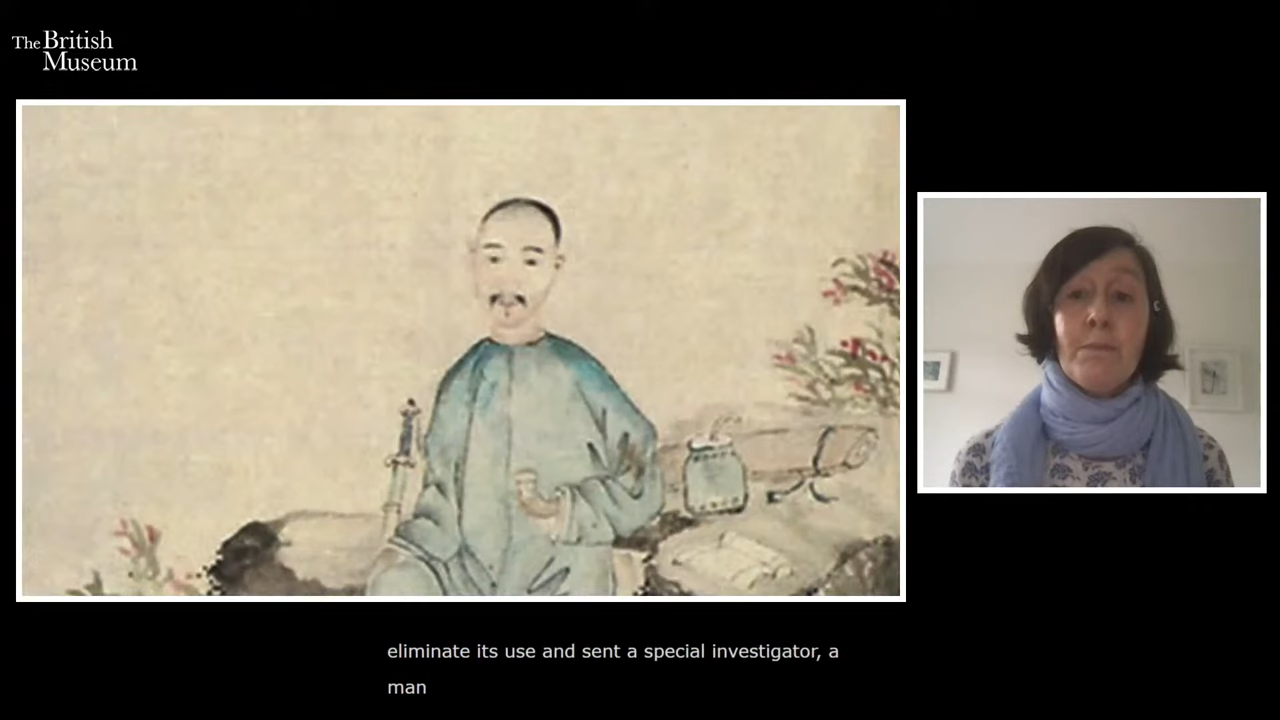 The British
Museum
eliminate its use and sent a special investigator, a
man